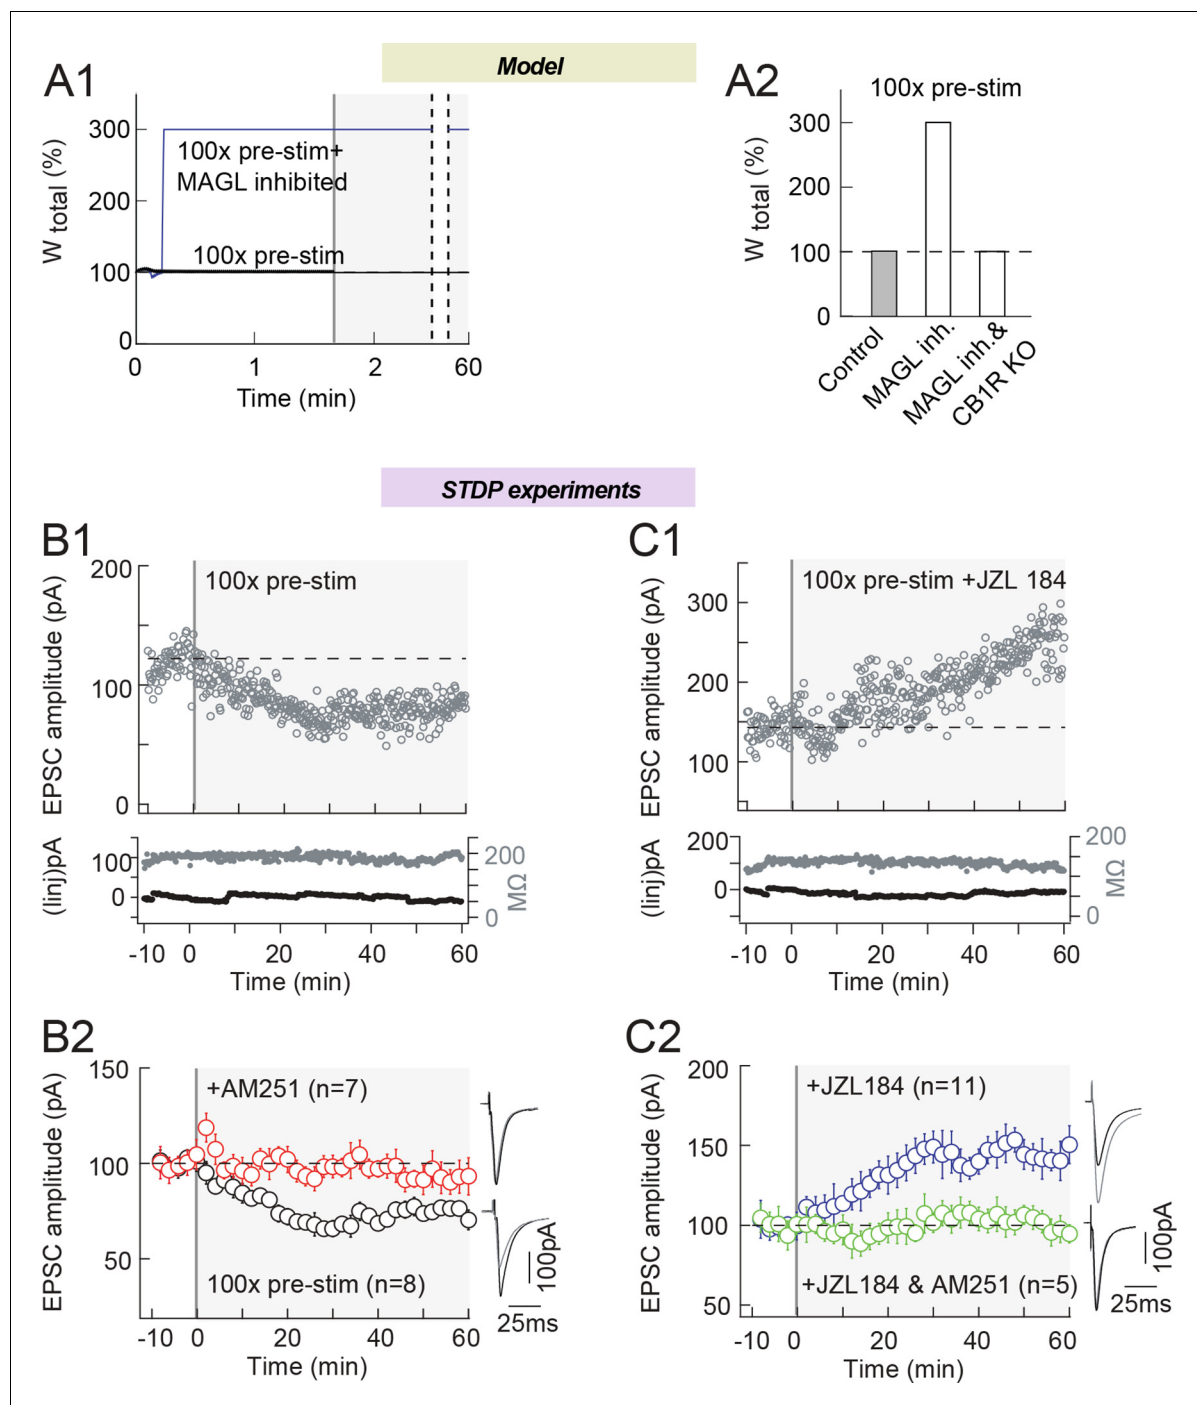 Model
A1
W total (%)
300
200
100
0
100x pre-stim+
MAGL inhibited
100x pre-stim
0
1
2
60
Time (min)
A2
100x pre-stim
W total (%)
300
200
100
0
Control
MAGL inh.
MAGL inh.&
CB1R KO
STDP experiments
B1
EPSC amplitude (pA)
200
100
0
100x pre-stim
(Iinj)pA
100
0
200
0
MΩ
-10
0
20
40
60
Time (min)
C1
EPSC amplitude (pA)
300
200
100
100x pre-stim +JZL 184
(Iinj)pA
200
0
200
0
MΩ
-10
0
20
40
60
Time (min)
B2
EPSC amplitude (pA)
150
100
50
+AM251 (n=7)
100x pre-stim (n=8)
100pA
25ms
-10
0
20
40
60
Time (min)
C2
EPSC amplitude (pA)
200
150
100
50
+JZL184 (n=11)
+JZL184 & AM251 (n=5)
100pA
25ms
-10
0
20
40
60
Time (min)